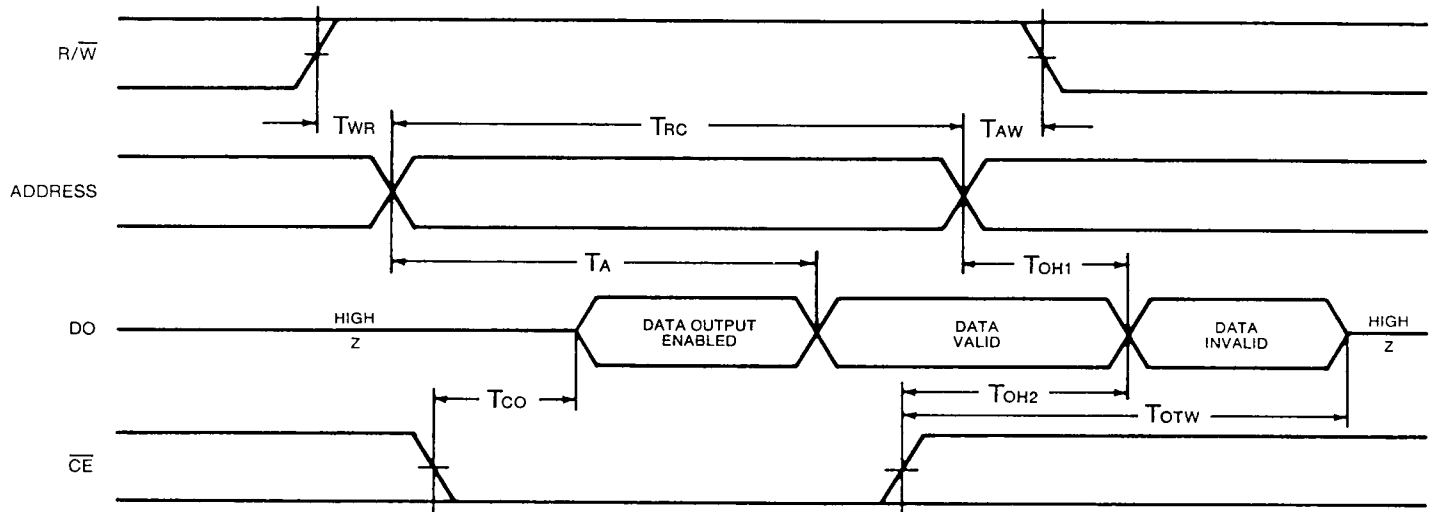 R/W̅
TWR
TRC
TAW
ADDRESS
TA
TOH1
DO
HIGH
Z
DATA OUTPUT
ENABLED
DATA
VALID
DATA
INVALID
HIGH
Z
TCO
TOH2
TOTW
C̅E̅